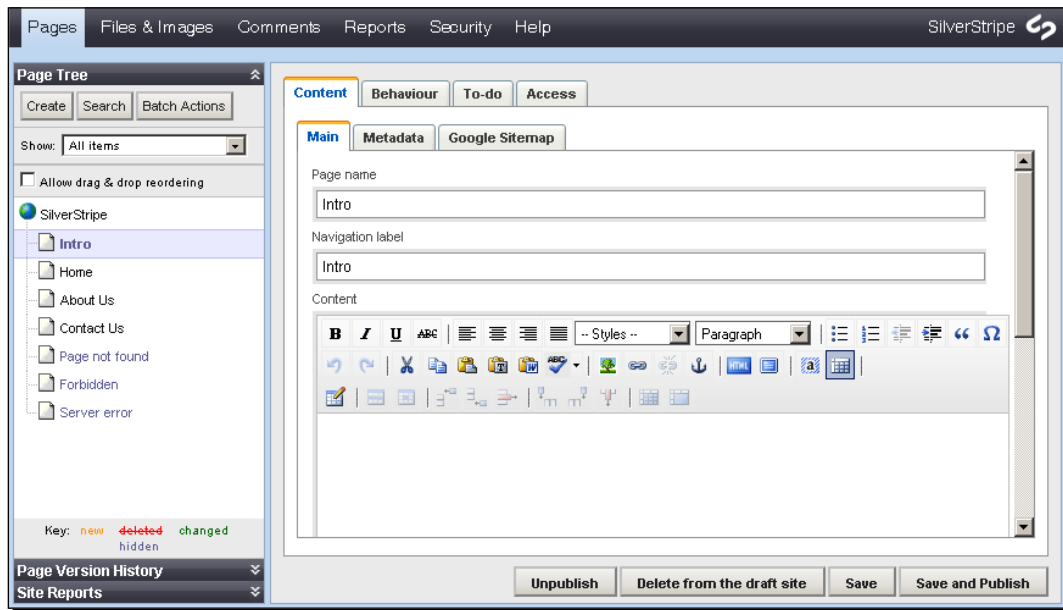 Pages Files & Images Comments Reports Security Help SilverStripe
Page Tree
Create Search Batch Actions
Show: All items
Allow drag & drop reordering
SilverStripe
Intro
Home
About Us
Contact Us
Page not found
Forbidden
Server error
Key: new deleted changed
hidden
Page Version History
Site Reports
Content Behaviour To-do Access
Main Metadata Google Sitemap
Page name
Intro
Navigation label
Intro
Content
B I U ABC -- Styles -- Paragraph “ Ω
T W ABC HTML a
Unpublish Delete from the draft site Save Save and Publish